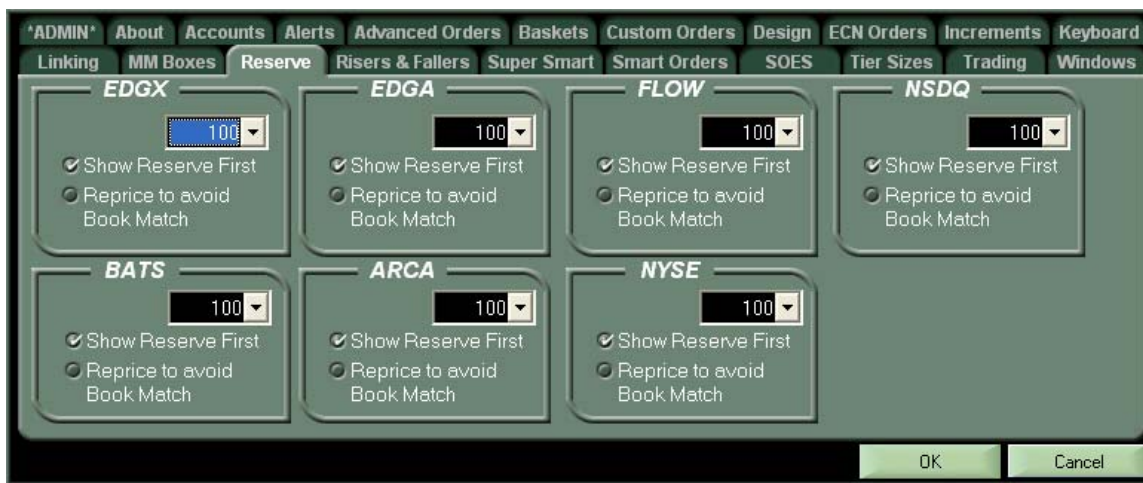 *ADMIN* About Accounts Alerts Advanced Orders Baskets Custom Orders Design ECN Orders Increments Keyboard
Linking MM Boxes Reserve Risers & Fallers Super Smart Smart Orders SOES Tier Sizes Trading Windows
EDGX EDGA FLOW NSDQ
100 100 100 100
Show Reserve First Show Reserve First Show Reserve First Show Reserve First
Reprice to avoid Reprice to avoid Reprice to avoid Reprice to avoid
Book Match Book Match Book Match Book Match
BATS ARCA NYSE
100 100 100
Show Reserve First Show Reserve First Show Reserve First
Reprice to avoid Reprice to avoid Reprice to avoid
Book Match Book Match Book Match
OK Cancel